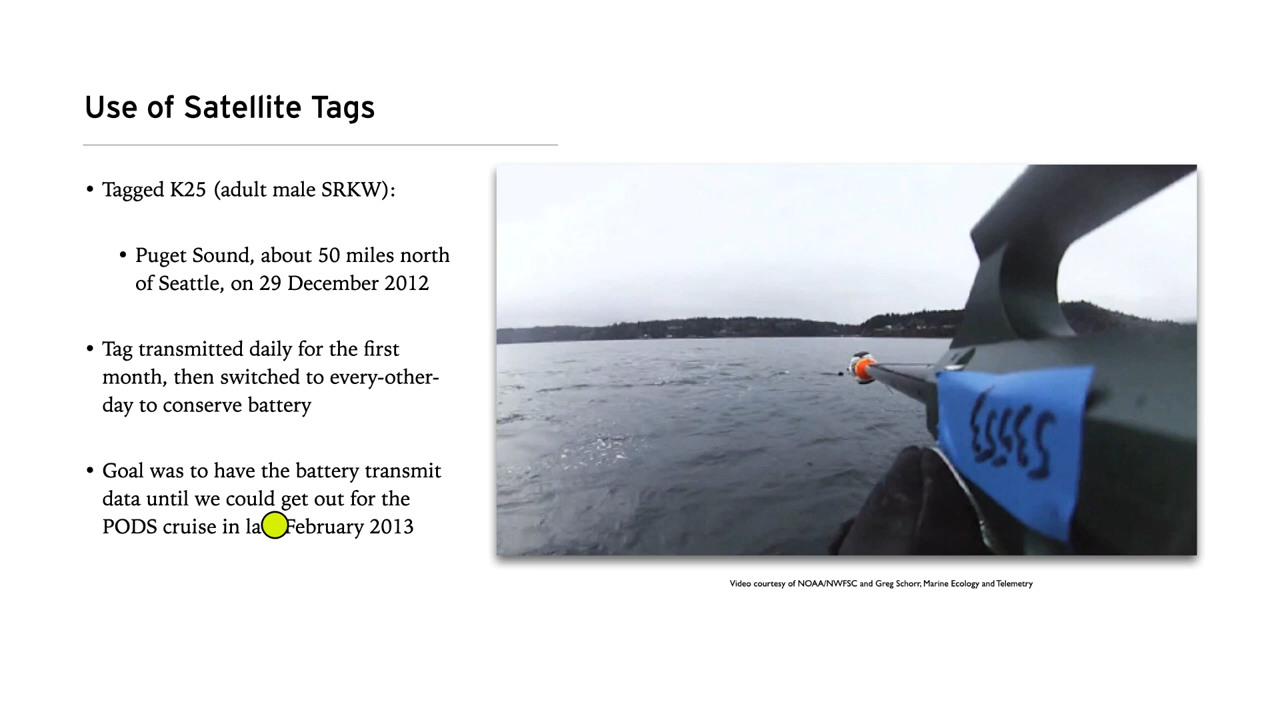 Use of Satellite Tags
• Tagged K25 (adult male SRKW):
• Puget Sound, about 50 miles north
of Seattle, on 29 December 2012
• Tag transmitted daily for the first
month, then switched to every-other-
day to conserve battery
• Goal was to have the battery transmit
data until we could get out for the
PODS cruise in la February 2013
Video courtesy of NOAA/NWFSC and Greg Schorr, Marine Ecology and Telemetry